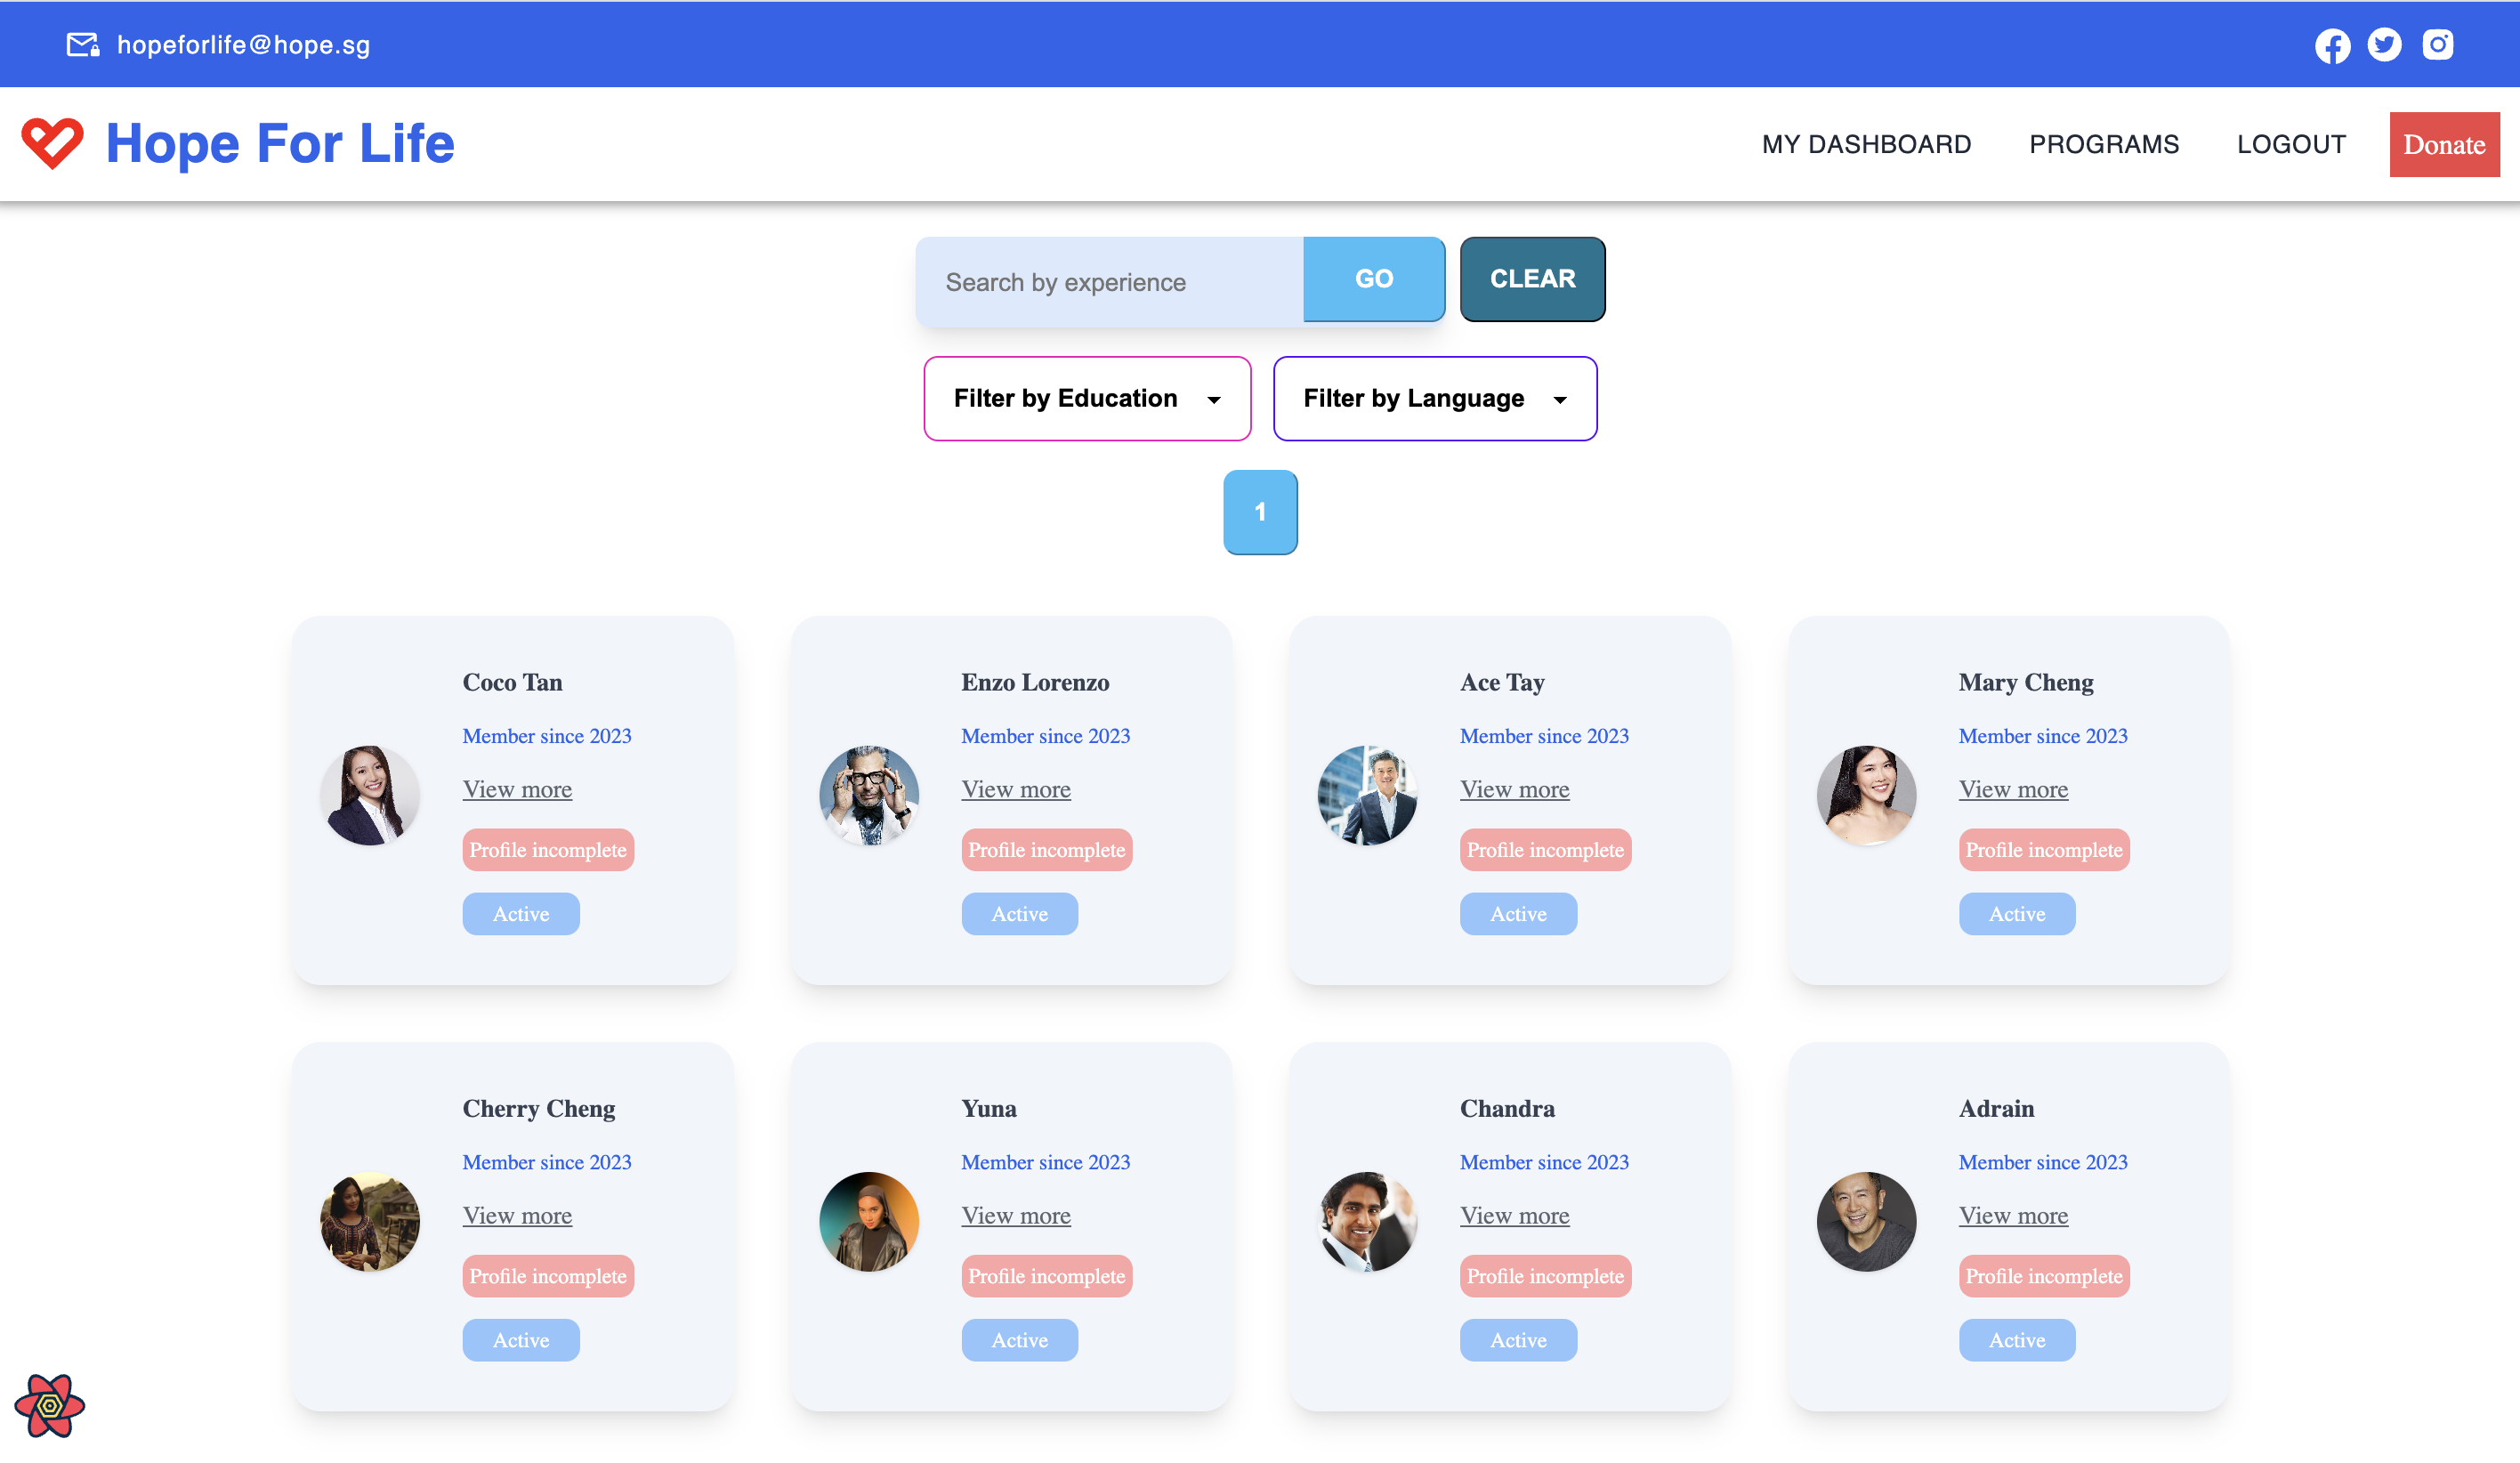 hopeforlife@hope.sg
Hope For Life
MY DASHBOARD PROGRAMS LOGOUT Donate
Search by experience GO CLEAR
Filter by Education Filter by Language
1
Coco Tan
Member since 2023
View more
Profile incomplete
Active
Enzo Lorenzo
Member since 2023
View more
Profile incomplete
Active
Ace Tay
Member since 2023
View more
Profile incomplete
Active
Mary Cheng
Member since 2023
View more
Profile incomplete
Active
Cherry Cheng
Member since 2023
View more
Profile incomplete
Active
Yuna
Member since 2023
View more
Profile incomplete
Active
Chandra
Member since 2023
View more
Profile incomplete
Active
Adrain
Member since 2023
View more
Profile incomplete
Active